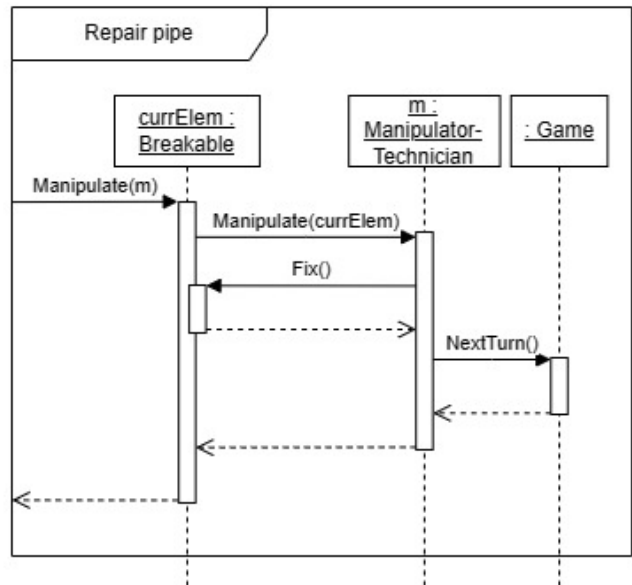 Repair pipe
currElem :
Breakable
m :
Manipulator-
Technician
: Game
Manipulate(m)
Manipulate(currElem)
Fix()
NextTurn()